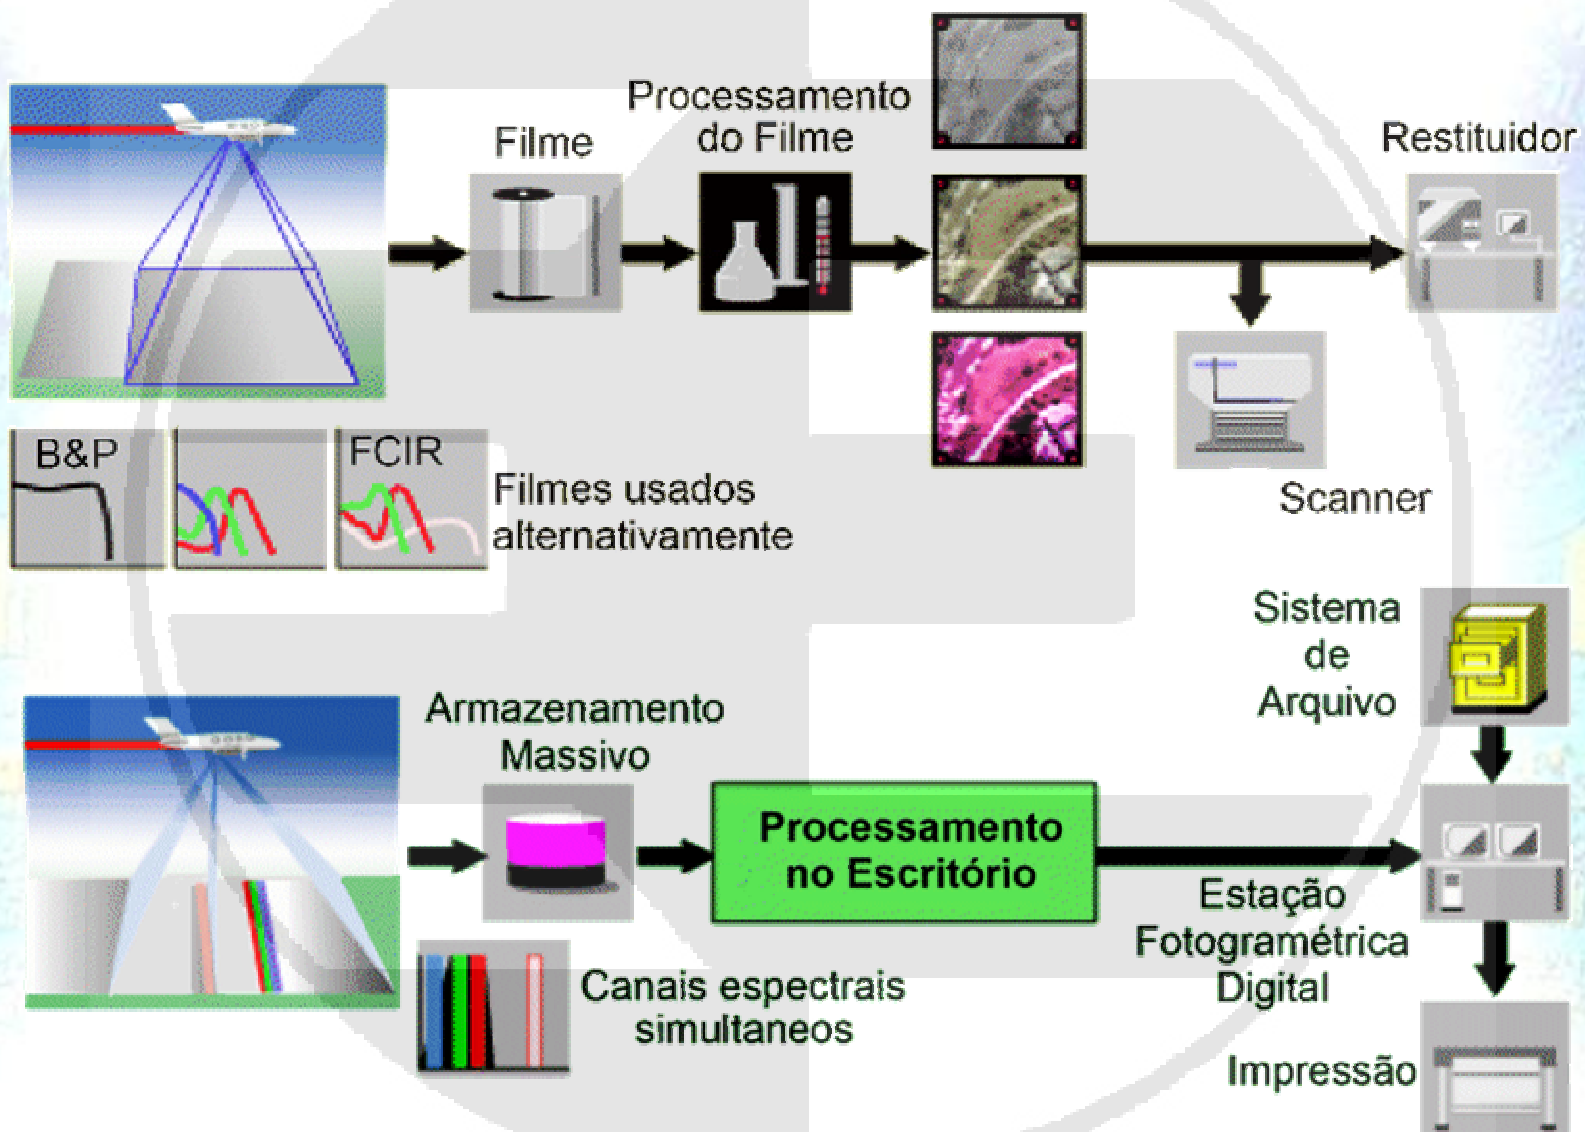 Filme
Processamento
do Filme
Restituidor
Scanner
B&P
FCIR
Filmes usados
alternativamente
Sistema
de
Arquivo
Armazenamento
Massivo
Processamento
no Escritório
Estação
Fotogramétrica
Digital
Canais espectrais
simultaneos
Impressão